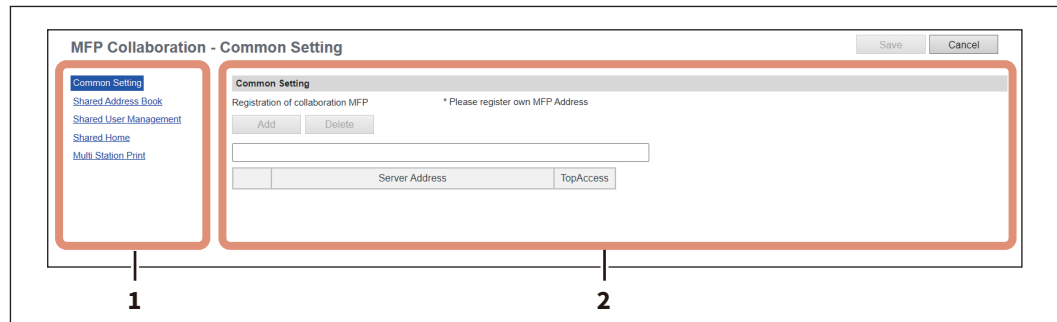 MFP Collaboration - Common Setting
Save
Cancel
Common Setting
Shared Address Book
Shared User Management
Shared Home
Multi Station Print
Common Setting
Registration of collaboration MFP * Please register own MFP Address
Add
Delete
Server Address
TopAccess
1
2